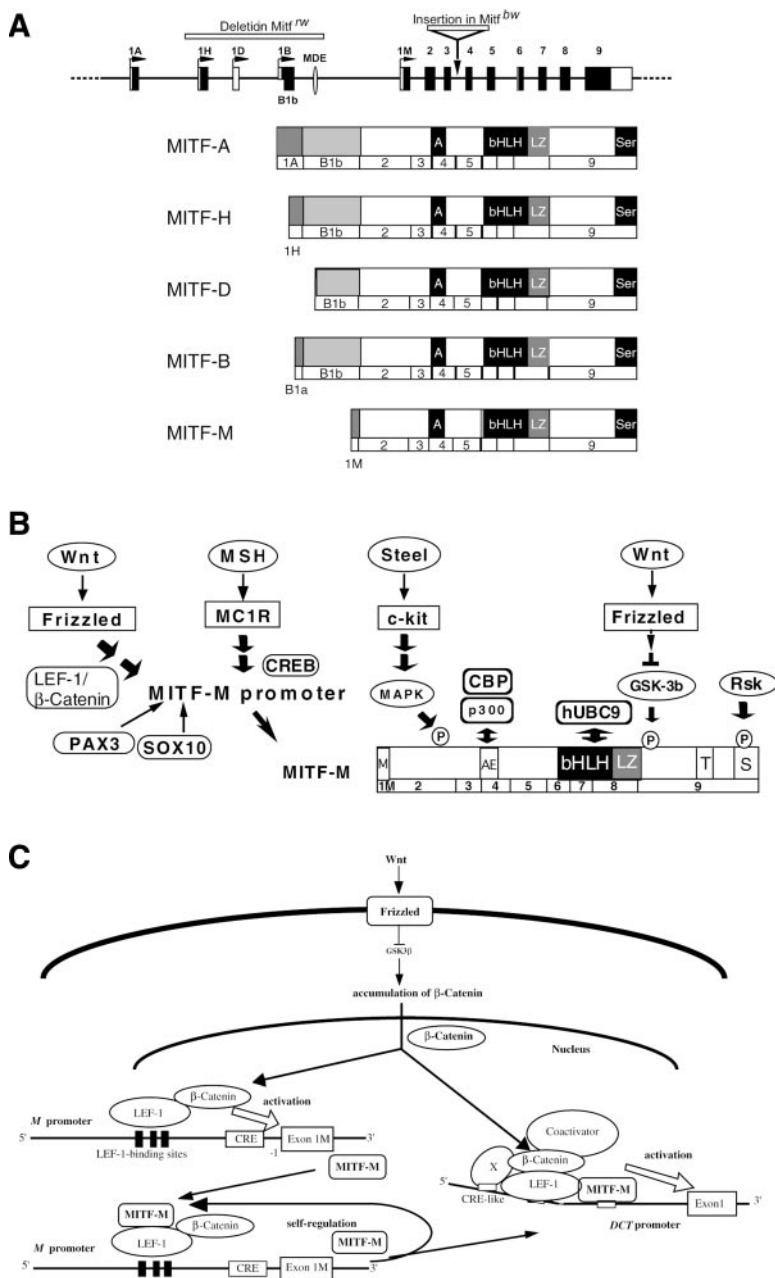 A
Deletion Mitf rw
Insertion in Mitf bw
1A 1H 1D 1B MDE 1M 2 3 4 5 6 7 8 9
B1b
MITF-A
A bHLH LZ Ser
1A B1b 2 3 4 5 9
MITF-H
A bHLH LZ Ser
B1b 2 3 4 5 9
1H
MITF-D
A bHLH LZ Ser
B1b 2 3 4 5 9
MITF-B
A bHLH LZ Ser
B1b 2 3 4 5 9
B1a
MITF-M
A bHLH LZ Ser
2 3 4 5 9
1M
B
Wnt MSH Steel Wnt
Frizzled MC1R c-kit Frizzled
LEF-1/
β-Catenin
CREB
MITF-M promoter
PAX3
SOX10
MITF-M
MAPK
CBP
p300
hUBC9
GSK-3b
Rsk
P P P
M AE bHLH LZ T S
1M 2 3 4 5 6 7 8 9
C
Wnt
Frizzled
GSK3β
accumulation of β-Catenin
β-Catenin
Nucleus
β-Catenin
LEF-1
activation
M promoter
5' CRE -1 Exon 1M 3'
LEF-1-binding sites
MITF-M
Coactivator
X
β-Catenin
LEF-1
MITF-M
activation
5'
CRE-like
Exon1 3'
DCT promoter
MITF-M
β-Catenin
LEF-1
self-regulation
MITF-M
M promoter
5' CRE Exon 1M 3'